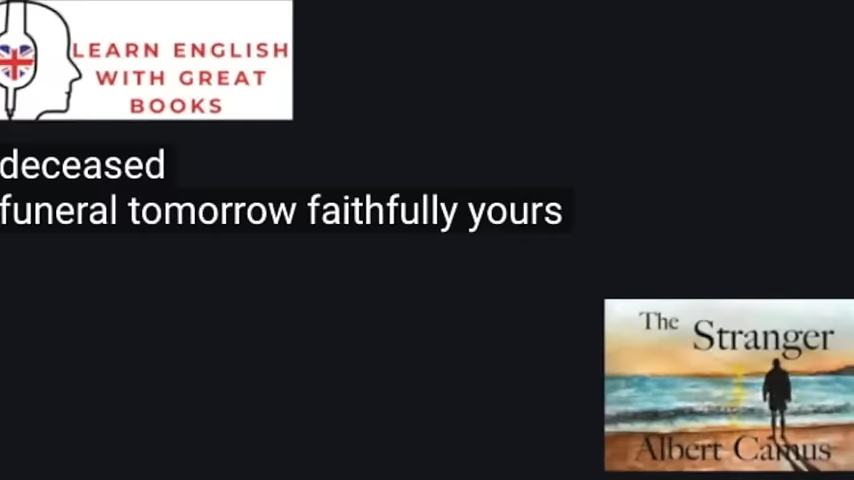 LEARN ENGLISH
WITH GREAT
BOOKS
deceased
funeral tomorrow faithfully yours
The Stranger
Albert Camus